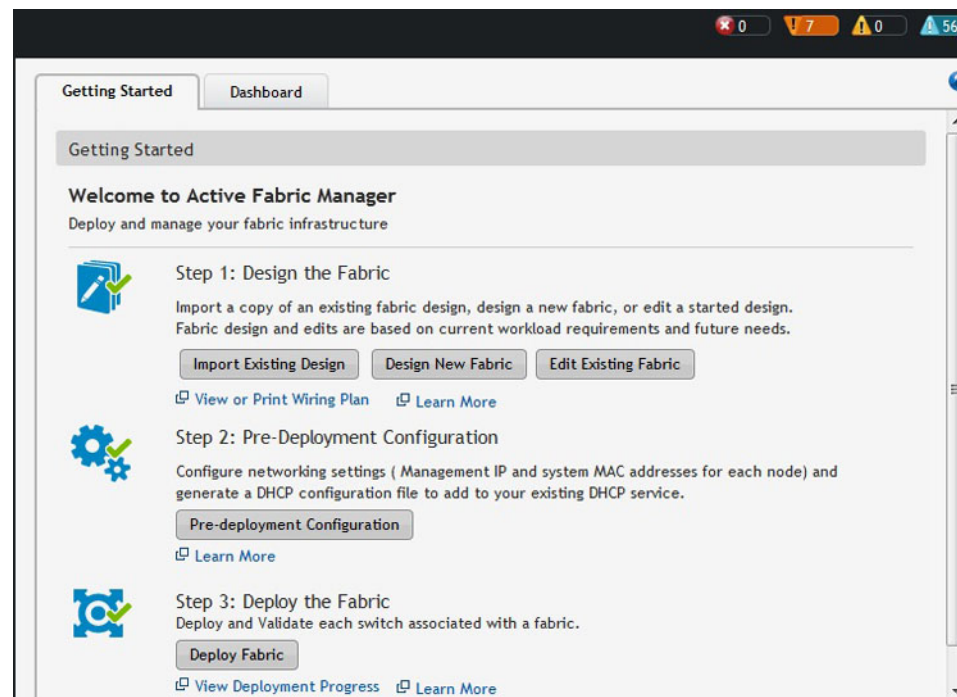 0 7 0 56
Getting Started Dashboard
Getting Started
Welcome to Active Fabric Manager
Deploy and manage your fabric infrastructure
Step 1: Design the Fabric
Import a copy of an existing fabric design, design a new fabric, or edit a started design.
Fabric design and edits are based on current workload requirements and future needs.
Import Existing Design Design New Fabric Edit Existing Fabric
View or Print Wiring Plan Learn More
Step 2: Pre-Deployment Configuration
Configure networking settings ( Management IP and system MAC addresses for each node) and
generate a DHCP configuration file to add to your existing DHCP service.
Pre-deployment Configuration
Learn More
Step 3: Deploy the Fabric
Deploy and Validate each switch associated with a fabric.
Deploy Fabric
View Deployment Progress Learn More